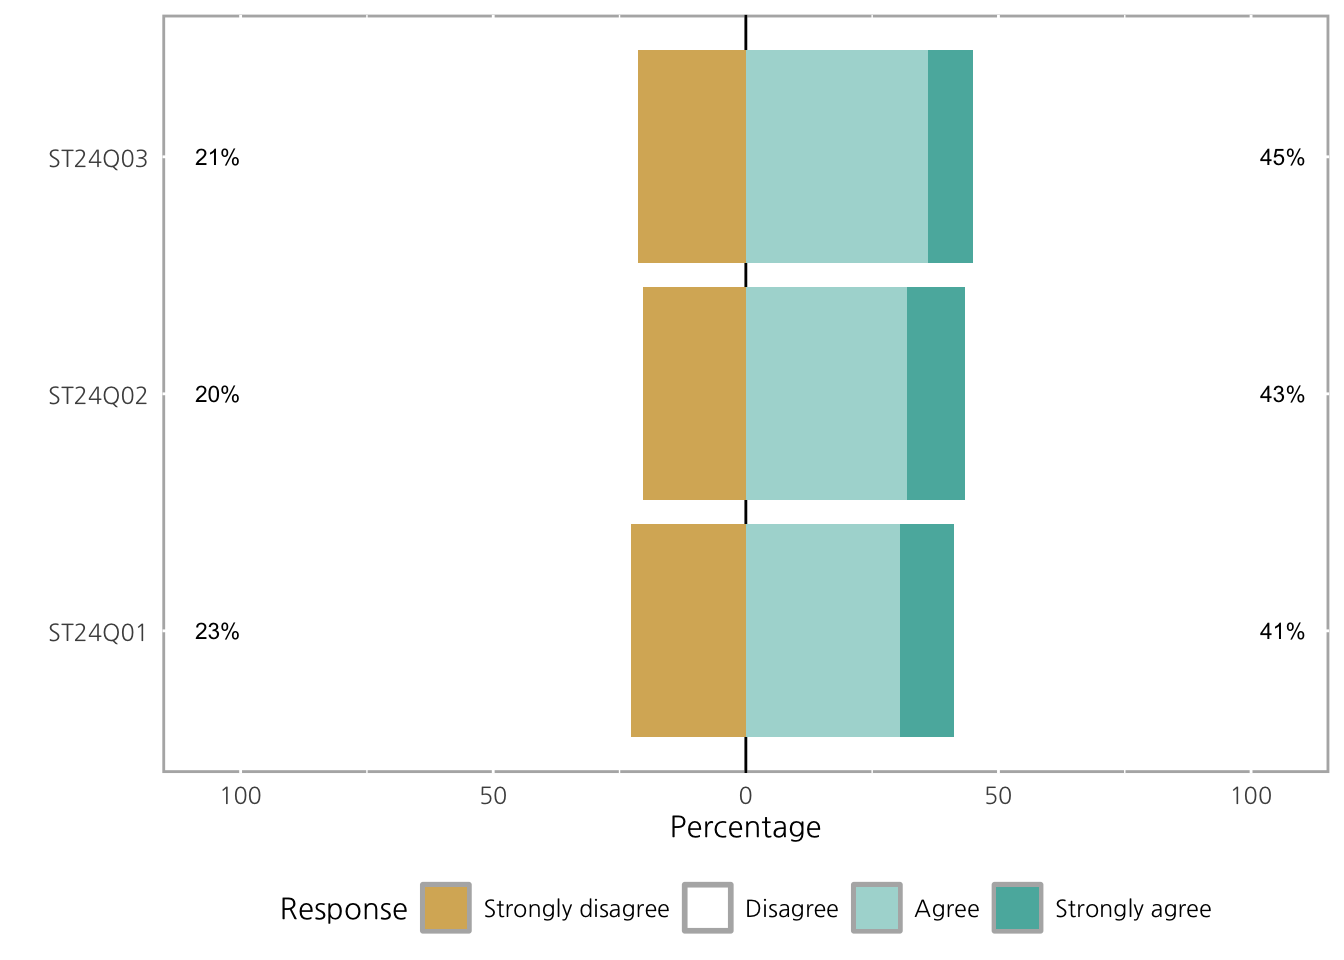 ST24Q03 21% 45%
ST24Q02 20% 43%
ST24Q01 23% 41%
100 50 0 50 100
Percentage
Response Strongly disagree Disagree Agree Strongly agree